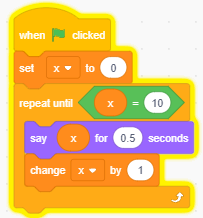 when clicked
set x to 0
repeat until x = 10
say x for 0.5 seconds
change x by 1